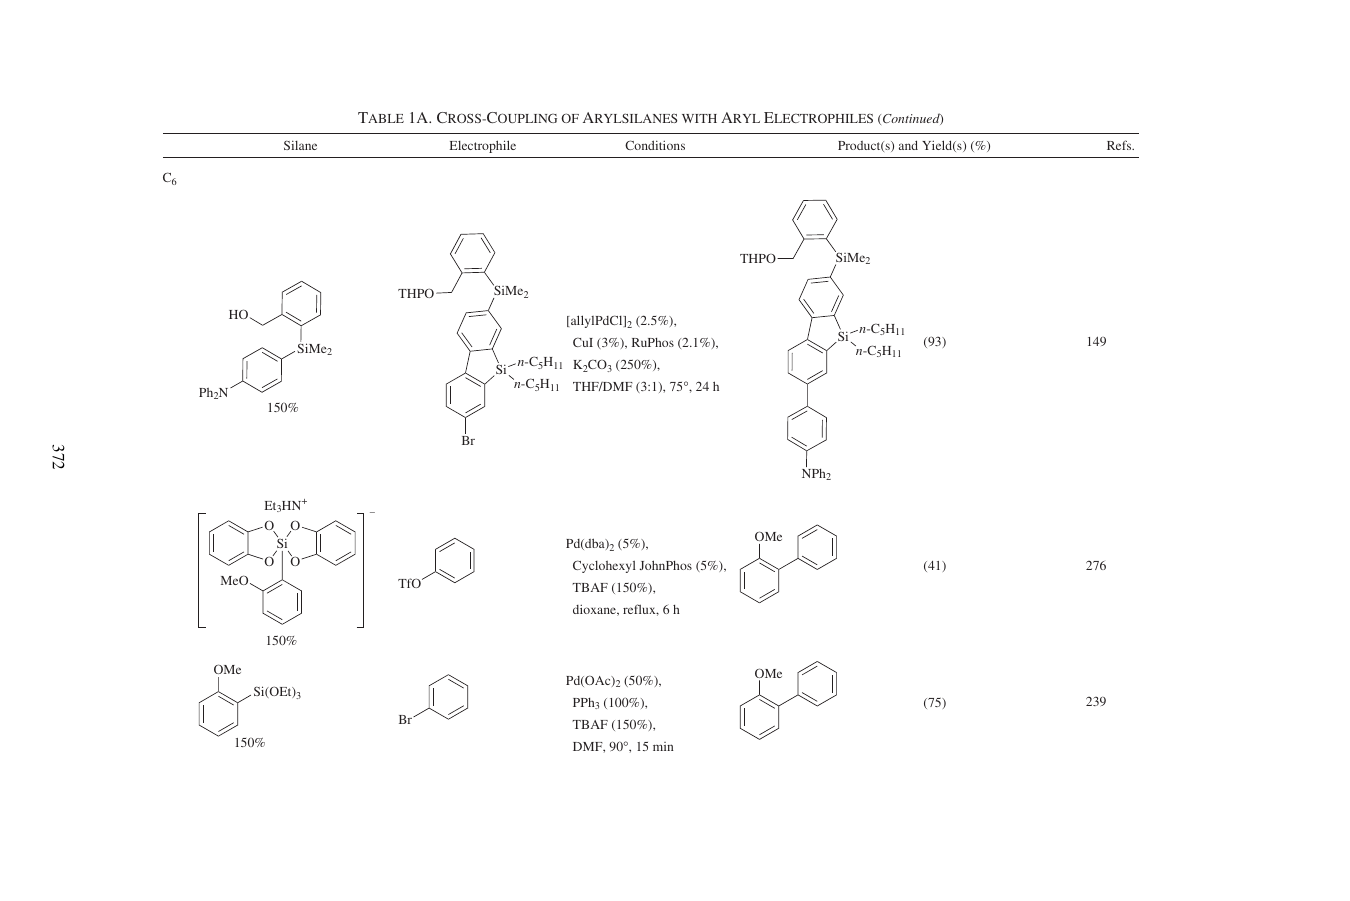 TABLE 1A. CROSS-COUPLING OF ARYLSILANES WITH ARYL ELECTROPHILES (Continued)
Silane Electrophile Conditions Product(s) and Yield(s) (%) Refs.
C6
HO
SiMe2
Ph2N
150%
THPO
SiMe2
Si
n-C5H11
n-C5H11
Br
[allylPdCl]2 (2.5%),
CuI (3%), RuPhos (2.1%),
K2CO3 (250%),
THF/DMF (3:1), 75°, 24 h
THPO
SiMe2
Si
n-C5H11
n-C5H11
NPh2
(93)
149
372
Et3HN+
–
O O
Si
O O
MeO
150%
TfO
Pd(dba)2 (5%),
Cyclohexyl JohnPhos (5%),
TBAF (150%),
dioxane, reflux, 6 h
OMe
(41)
276
OMe
Si(OEt)3
150%
Br
Pd(OAc)2 (50%),
PPh3 (100%),
TBAF (150%),
DMF, 90°, 15 min
OMe
(75)
239